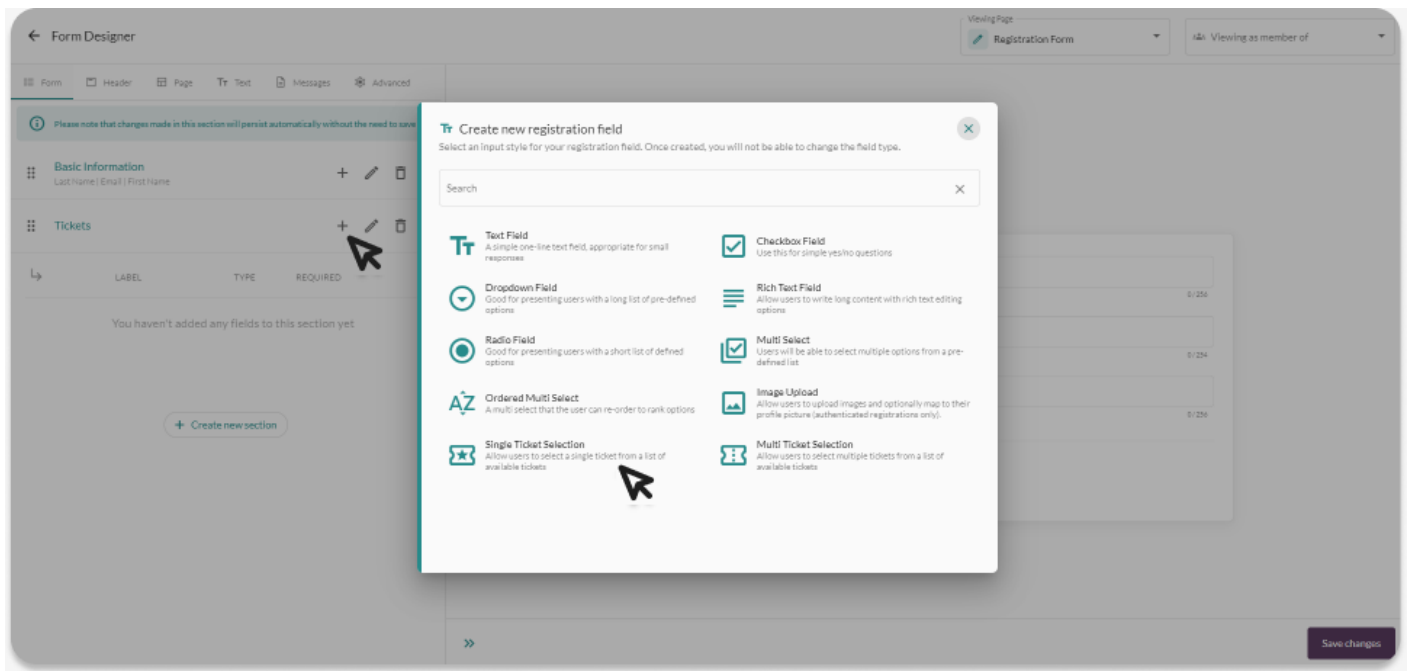 Form Designer
Viewing Page
Registration Form
Viewing as member of
Form
Header
Page
Text
Messages
Advanced
Please note that changes made in this section will persist automatically without the need to save
Basic Information
Last Name | Email | First Name
Tickets
LABEL
TYPE
REQUIRED
You haven't added any fields to this section yet
Create new section
Create new registration field
Select an input style for your registration field. Once created, you will not be able to change the field type.
Search
Text Field
A simple one-line text field, appropriate for small
responses
Checkbox Field
Use this for simple yes/no questions
Dropdown Field
Good for presenting users with a long list of pre-defined
options
Rich Text Field
Allow users to write long content with rich text editing
options
Radio Field
Good for presenting users with a short list of defined
options
Multi Select
Users will be able to select multiple options from a pre-
defined list
Ordered Multi Select
A multi select that the user can re-order to rank options
Image Upload
Allow users to upload images and optionally map to their
profile picture (authenticated registrations only).
Single Ticket Selection
Allow users to select a single ticket from a list of
available tickets
Multi Ticket Selection
Allow users to select multiple tickets from a list of
available tickets
0/256
0/254
0/256
Save changes